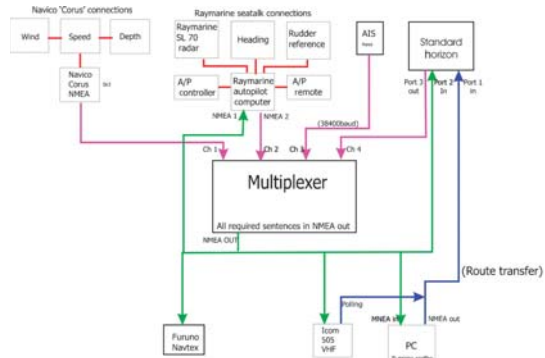 Navico "Corus" connections
Raymarine seatalk connections
Wind
Speed
Depth
Navico
Corus
NMEA
Raymarine
SL 70
radar
Heading
Rudder
reference
A/P
controller
Raymarine
autopilot
computer
A/P
remote
AIS
Standard
horizon
Port 3
out
Port 2
In
Port 1
in
NMEA 1
NMEA 2
(38400baud)
Ch 1
Ch 2
Ch 3
Ch 4
Multiplexer
All required sentences in NMEA out
NMEA OUT
(Route transfer)
Polling
Furuno
Navtex
Icom
505
VHF
MNEA in
NMEA out
PC